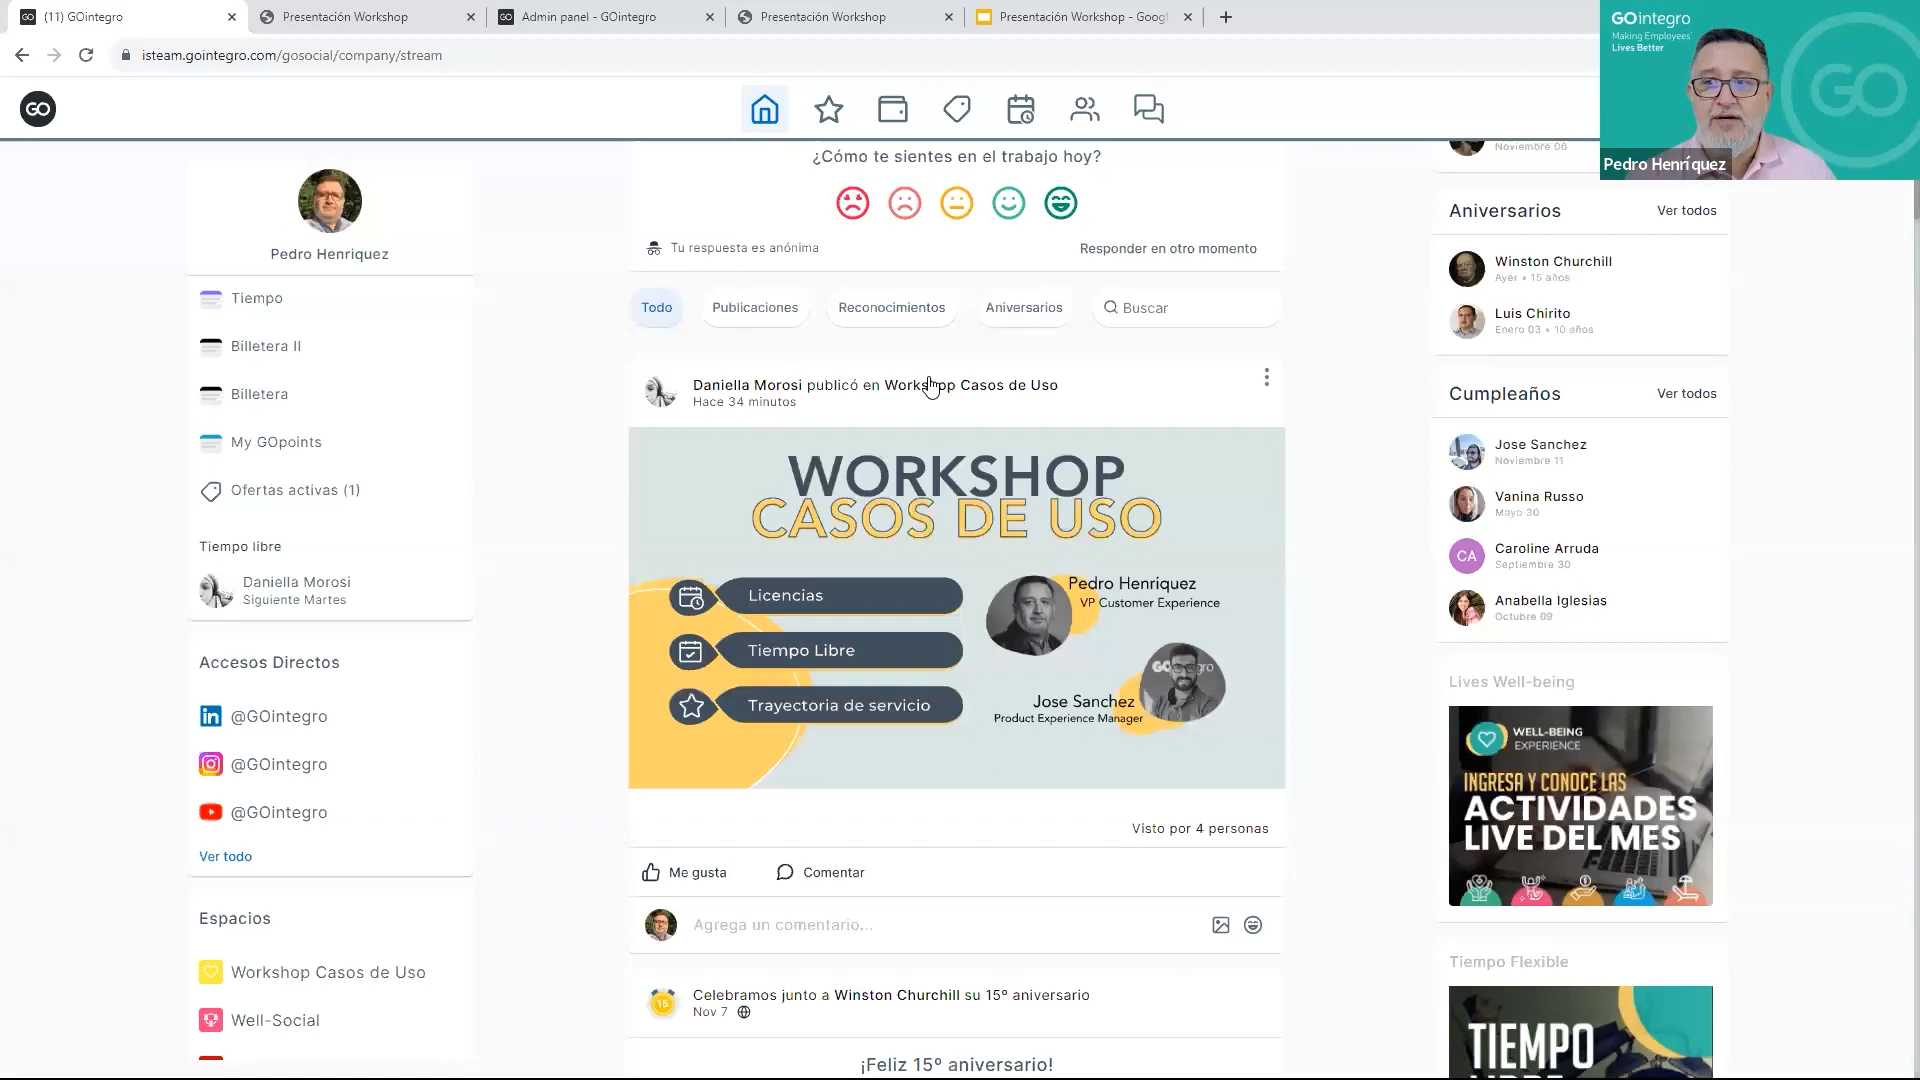 (11) GOintegro
Presentación Workshop
Admin panel - GOintegro
Presentación Workshop
Presentación Workshop - Goog
isteam.gointegro.com/gosocial/company/stream
GO
GOintegro
Making Employees'
Lives Better
GO
Pedro Henríquez
Pedro Henriquez
Tiempo
Billetera II
Billetera
My GOpoints
Ofertas activas (1)
Tiempo libre
Daniella Morosi
Siguiente Martes
Accesos Directos
@GOintegro
@GOintegro
@GOintegro
Ver todo
Espacios
Workshop Casos de Uso
Well-Social
¿Cómo te sientes en el trabajo hoy?
Tu respuesta es anónima
Responder en otro momento
Todo
Publicaciones
Reconocimientos
Aniversarios
Buscar
Daniella Morosi publicó en Workshop Casos de Uso
Hace 34 minutos
WORKSHOP
CASOS DE USO
Licencias
Tiempo Libre
Trayectoria de servicio
Pedro Henriquez
VP Customer Experience
Jose Sanchez
Product Experience Manager
Visto por 4 personas
Me gusta
Comentar
Agrega un comentario...
15
Celebramos junto a Winston Churchill su 15º aniversario
Nov 7
¡Feliz 15º aniversario!
Noviembre 06
Aniversarios
Ver todos
Winston Churchill
Ayer • 15 años
Luis Chirito
Enero 03 • 10 años
Cumpleaños
Ver todos
Jose Sanchez
Noviembre 11
Vanina Russo
Mayo 30
CA
Caroline Arruda
Septiembre 30
Anabella Iglesias
Octubre 09
Lives Well-being
WELL-BEING
EXPERIENCE
INGRESA Y CONOCE LAS
ACTIVIDADES
LIVE DEL MES
Tiempo Flexible
TIEMPO